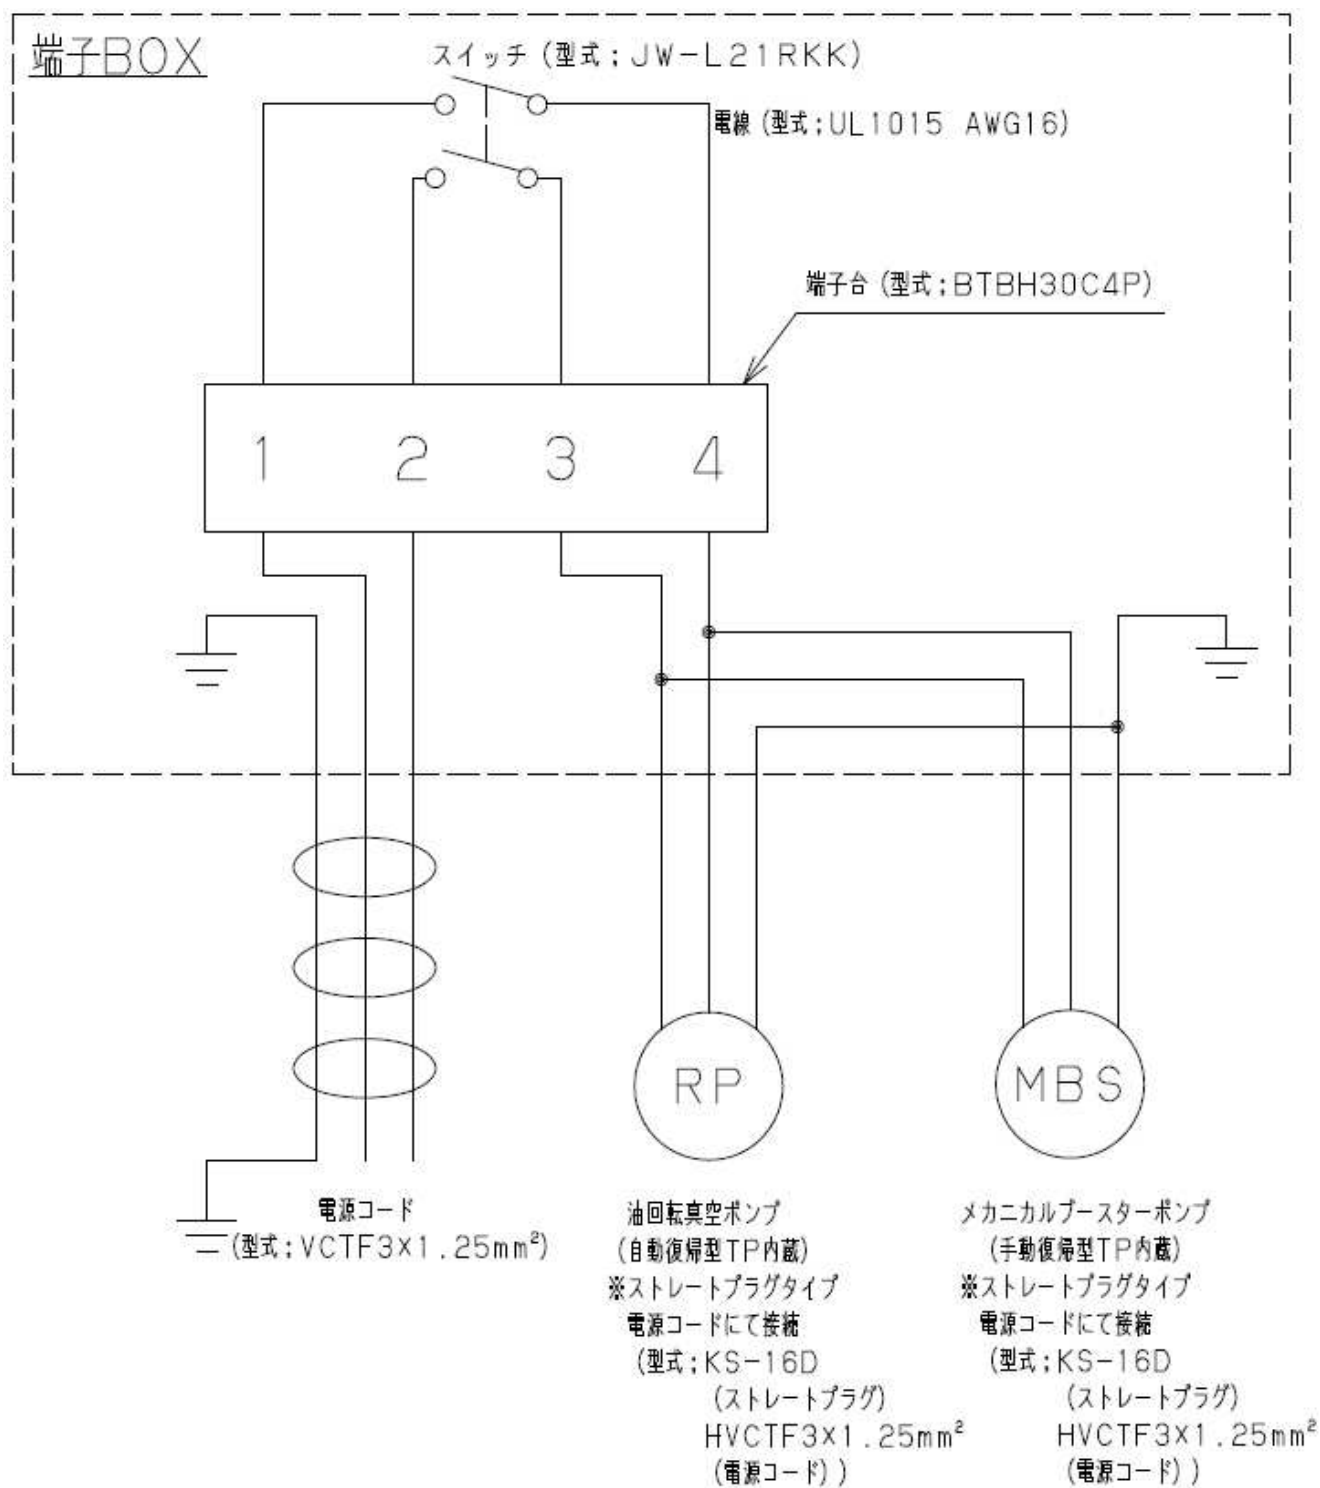 端子BOX
スイッチ (型式;JW-L21RKK)
電線 (型式;UL1015 AWG16)
端子台 (型式;BTBH30C4P)
1 2 3 4
RP
MBS
電源コード
(型式;VCTF3×1.25mm²)
油回転真空ポンプ
(自動復帰型TP内蔵)
※ストレートプラグタイプ
電源コードにて接続
(型式;KS-16D
(ストレートプラグ)
HVCTF3×1.25mm²
(電源コード) )
メカニカルブースターポンプ
(手動復帰型TP内蔵)
※ストレートプラグタイプ
電源コードにて接続
(型式;KS-16D
(ストレートプラグ)
HVCTF3×1.25mm²
(電源コード) )